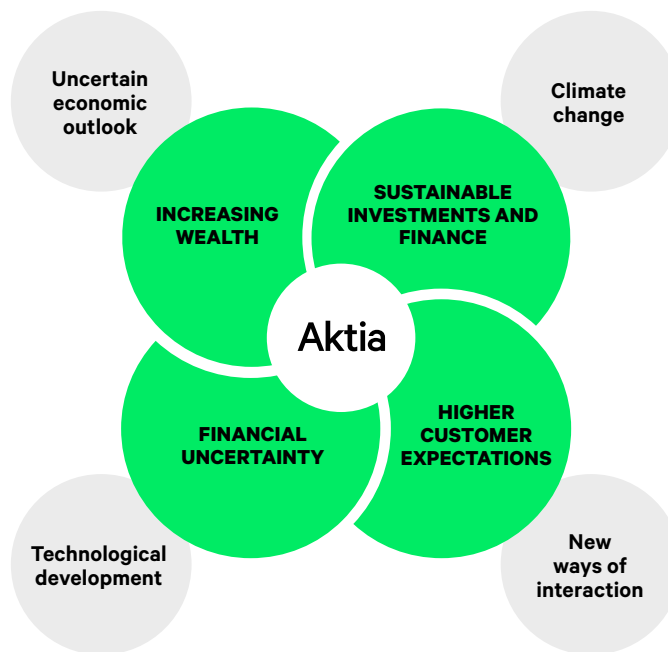 Uncertain
economic
outlook
Climate
change
INCREASING
WEALTH
SUSTAINABLE
INVESTMENTS AND
FINANCE
Aktia
FINANCIAL
UNCERTAINTY
HIGHER
CUSTOMER
EXPECTATIONS
Technological
development
New
ways of
interaction